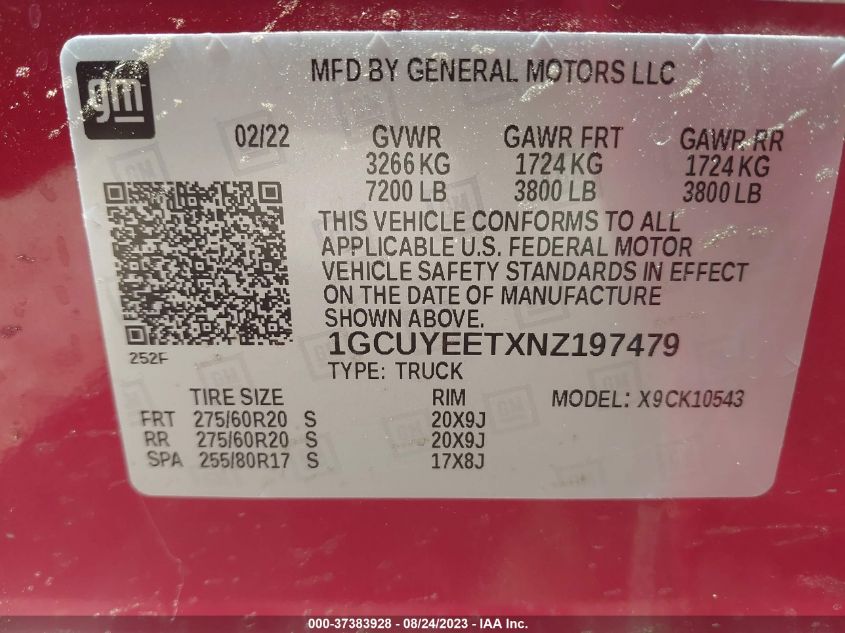 gm
MFD BY GENERAL MOTORS LLC
02/22 GVWR GAWR FRT GAWR RR
3266 KG 1724 KG 1724 KG
7200 LB 3800 LB 3800 LB
THIS VEHICLE CONFORMS TO ALL
APPLICABLE U.S. FEDERAL MOTOR
VEHICLE SAFETY STANDARDS IN EFFECT
ON THE DATE OF MANUFACTURE
SHOWN ABOVE.
252F
1GCUYEETXNZ197479
TYPE: TRUCK
TIRE SIZE RIM MODEL: X9CK10543
FRT 275/60R20 S 20X9J
RR 275/60R20 S 20X9J
SPA 255/80R17 S 17X8J
000-37383928 - 08/24/2023 - IAA Inc.